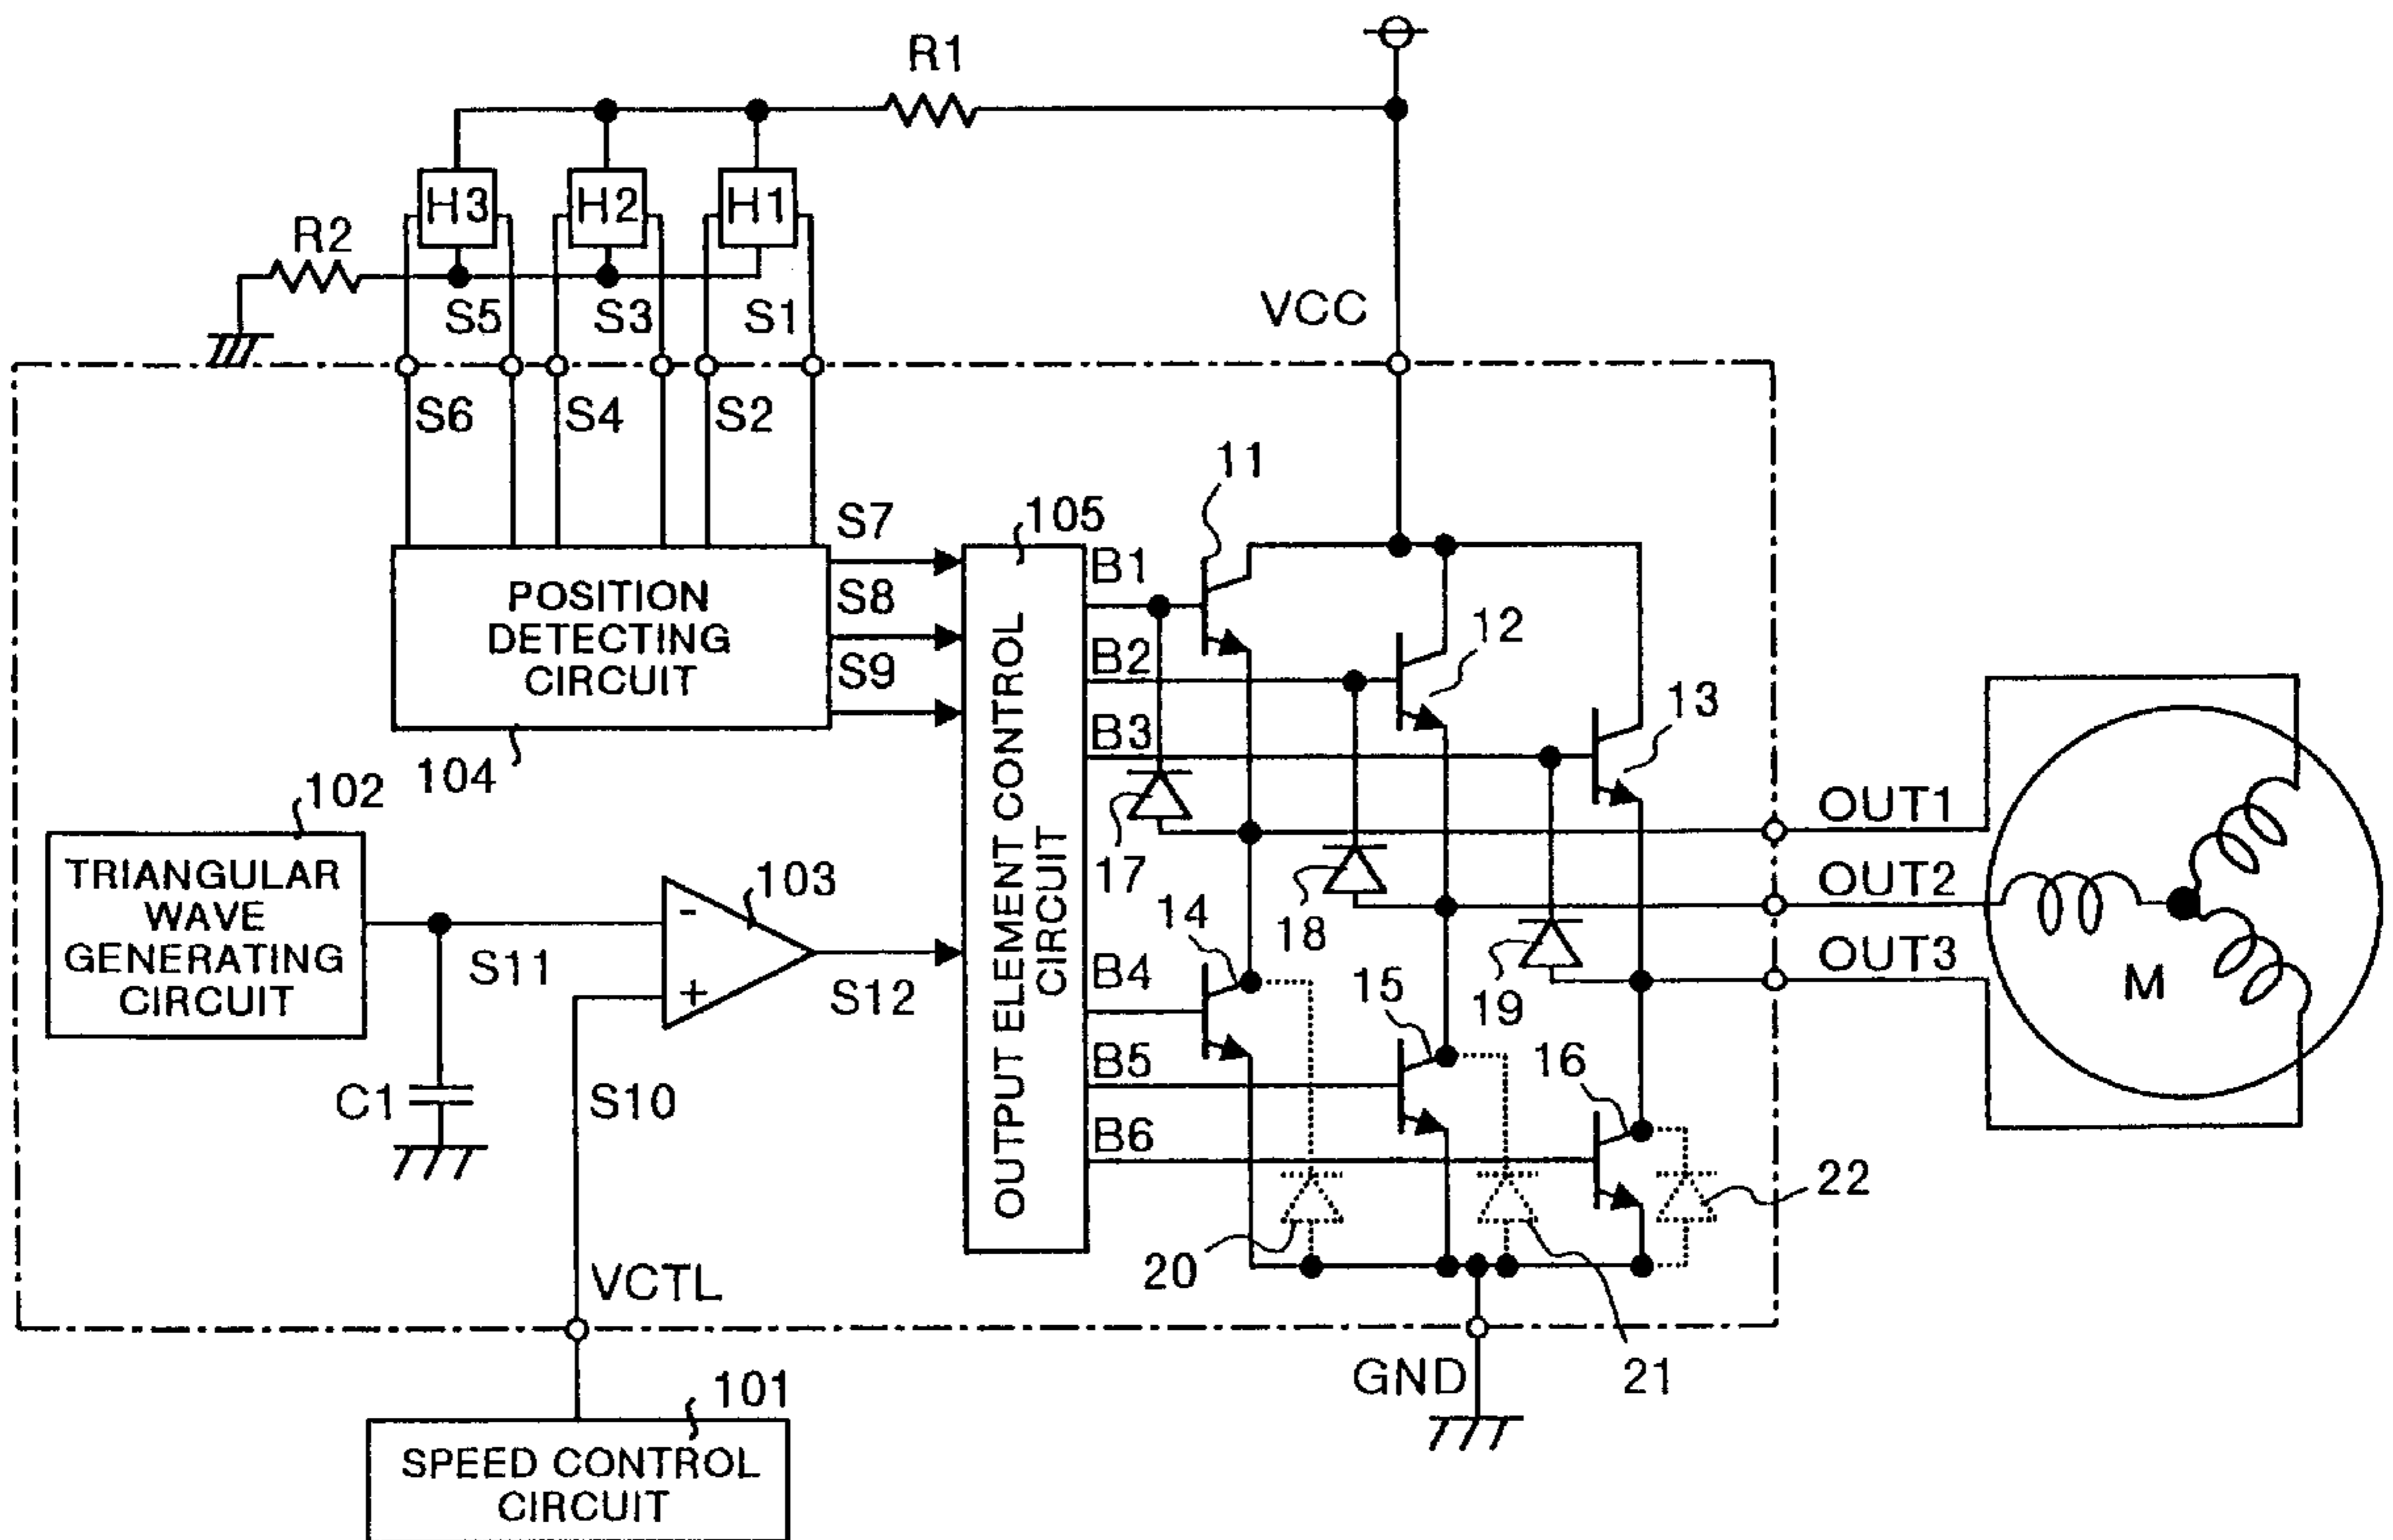 R1
H3
H2
H1
R2
S5
S3
S1
VCC
S6
S4
S2
11
S7
105
B1
POSITION
DETECTING
CIRCUIT
S8
12
B2
S9
13
B3
104
102
OUT1
TRIANGULAR
WAVE
GENERATING
CIRCUIT
103
-
+
17
OUT2
14
18
S11
S12
OUTPUT ELEMENT CONTROL
CIRCUIT
B4
OUT3
15
19
M
B5
16
C1
S10
B6
22
20
VCTL
21
GND
101
SPEED CONTROL
CIRCUIT